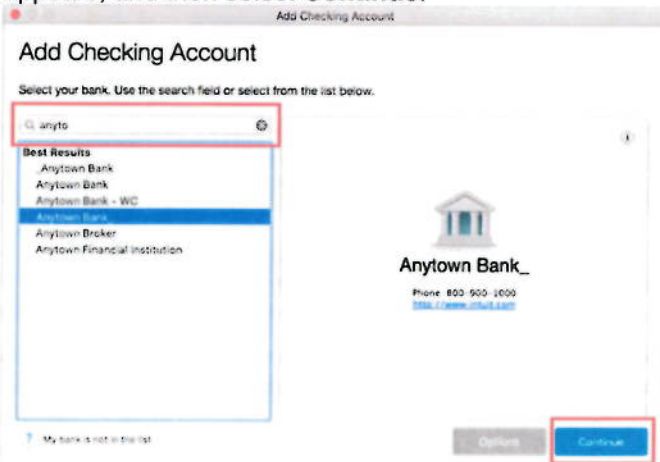 Add Checking Account
Add Checking Account
Select your bank. Use the search field or select from the list below.
anyto
Best Results
_Anytown Bank
Anytown Bank
Anytown Bank - WC
Anytown Bank_
Anytown Broker
Anytown Financial Institution
Anytown Bank_
Phone: 800-900-1000
http://www.intuit.com
? My bank is not in the list
Options
Continue